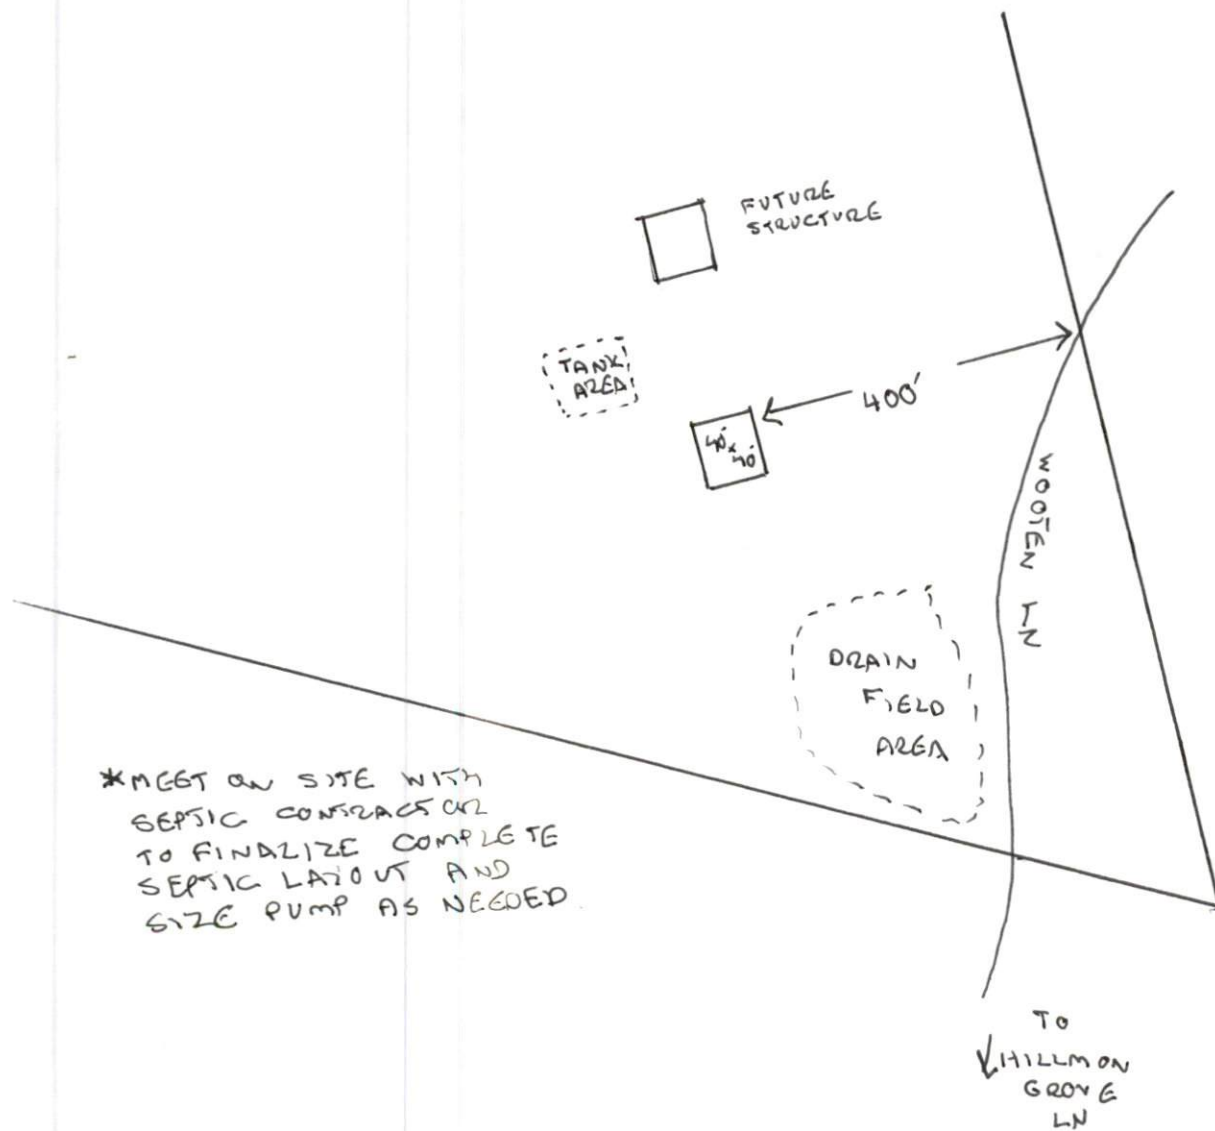 FUTURE
STRUCTURE
TANK
AREA
400'
40'x
40'
WOOTEN LN
DRAIN
FIELD
AREA
*MEET ON SITE WITH
SEPTIC CONTRACTOR
TO FINALIZE COMPLETE
SEPTIC LAYOUT AND
SIZE PUMP AS NEEDED
TO
HILLMON
GROVE
LN